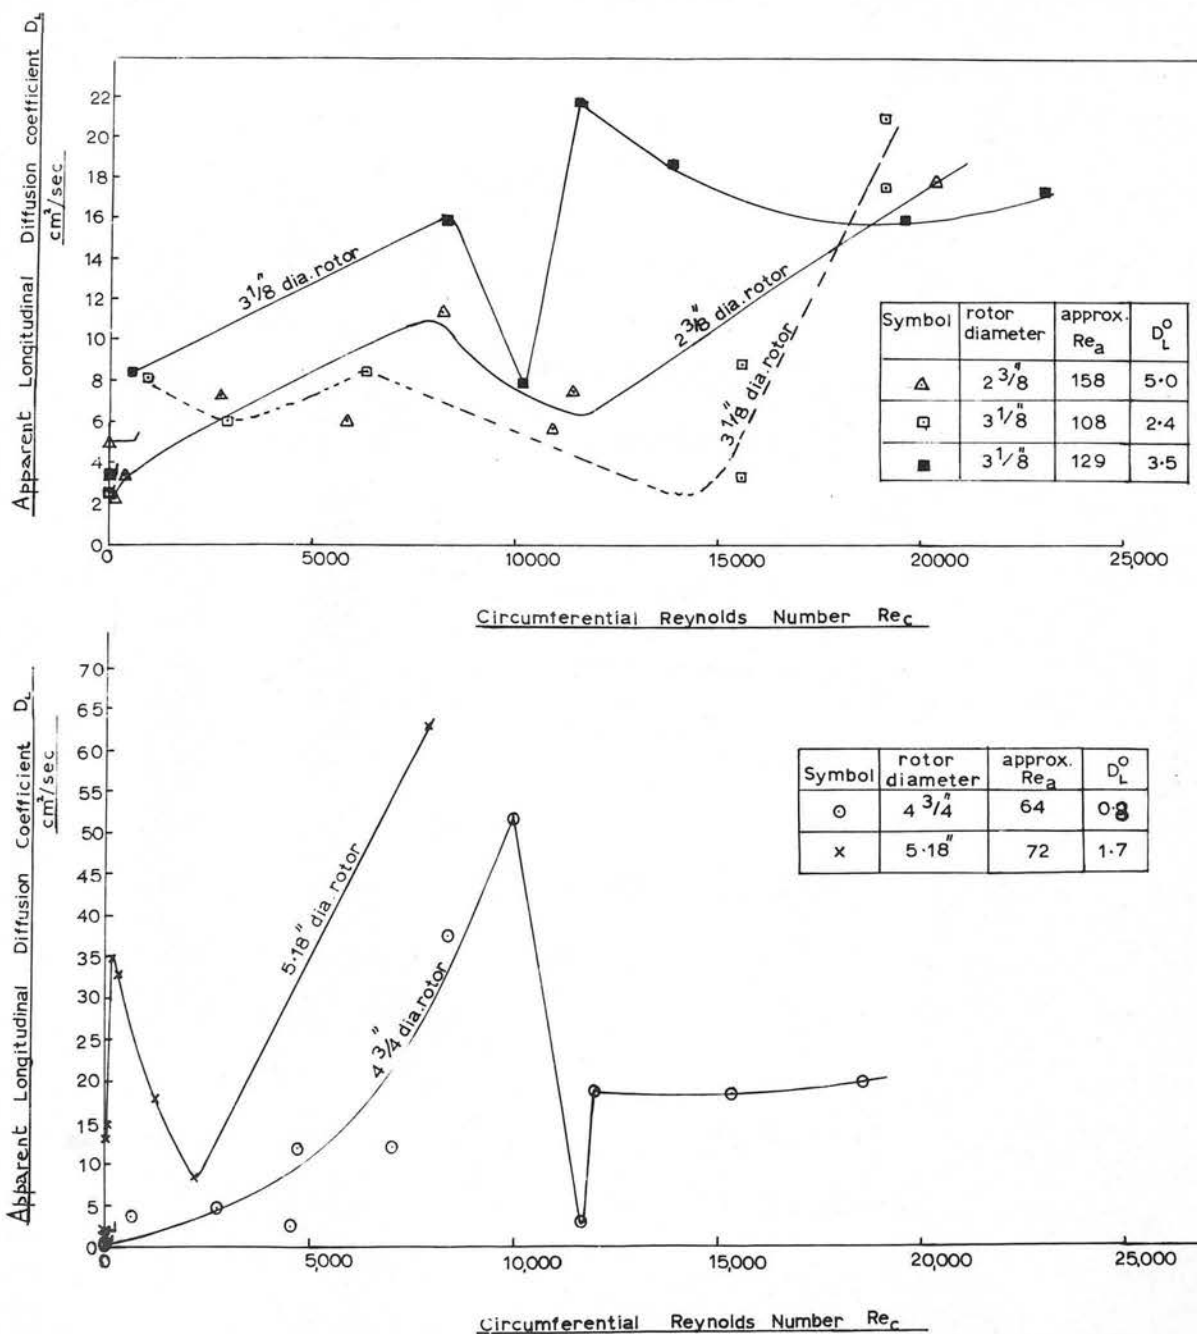 Apparent Longitudinal Diffusion coefficient D_L
cm²/sec
22
20
18
16
14
12
10
8
6
4
2
0
0
5000
10000
15000
20000
25,000
3 1/8" dia. rotor
2 3/8" dia. rotor
3 1/8" dia. rotor
Symbol rotor diameter approx. Re_a D_L^o
△ 2 3/8" 158 5·0
⊡ 3 1/8" 108 2·4
■ 3 1/8" 129 3·5
Circumferential Reynolds Number Re_c
Apparent Longitudinal Diffusion Coefficient D_L
cm²/sec
70
65
60
55
50
45
40
35
30
25
20
15
10
5
0
0
5000
10,000
15,000
20,000
25,000
5·18" dia. rotor
4 3/4" dia. rotor
Symbol rotor diameter approx. Re_a D_L^o
⊙ 4 3/4" 64
x 5·18" 72 1·7
Circumferential Reynolds Number Re_c